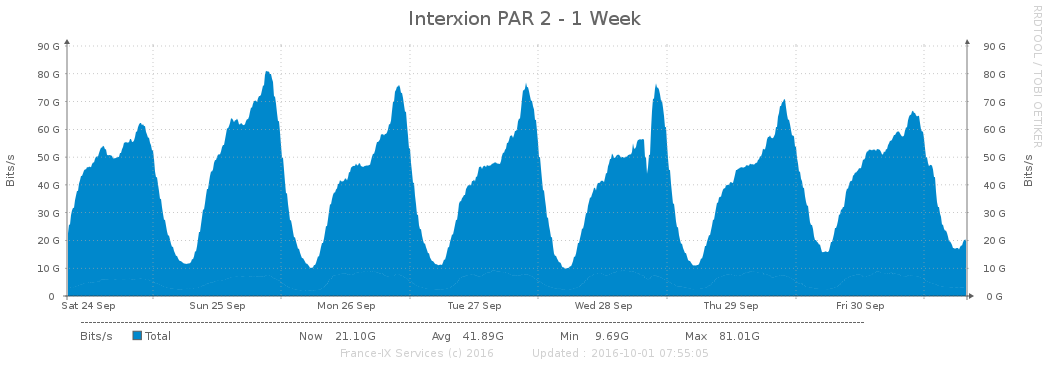 Interxion PAR 2 - 1 Week
RRDTOOL / TOBI OETIKER
Bits/s
90 G
80 G
70 G
60 G
50 G
40 G
30 G
20 G
10 G
0
90 G
80 G
70 G
60 G
50 G
40 G
30 G
20 G
10 G
0 G
Bits/s
Sat 24 Sep Sun 25 Sep Mon 26 Sep Tue 27 Sep Wed 28 Sep Thu 29 Sep Fri 30 Sep
Bits/s Total Now 21.10G Avg 41.89G Min 9.69G Max 81.01G
France-IX Services (c) 2016 Updated : 2016-10-01 07:55:05